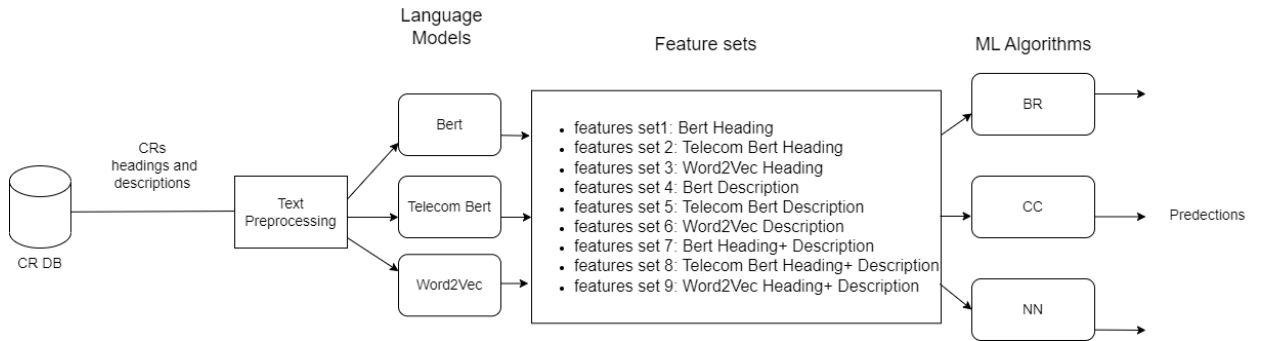 Language
Models
Feature sets
ML Algorithms
CRs
headings and
descriptions
CR DB
Text
Preprocessing
Bert
Telecom Bert
Word2Vec
• features set1: Bert Heading
• features set 2: Telecom Bert Heading
• features set 3: Word2Vec Heading
• features set 4: Bert Description
• features set 5: Telecom Bert Description
• features set 6: Word2Vec Description
• features set 7: Bert Heading+ Description
• features set 8: Telecom Bert Heading+ Description
• features set 9: Word2Vec Heading+ Description
BR
CC
NN
Predections